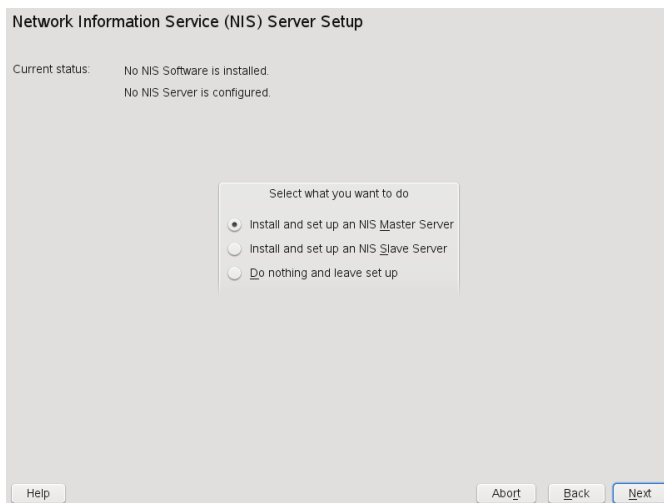 Network Information Service (NIS) Server Setup
Current status: No NIS Software is installed.
No NIS Server is configured.
Select what you want to do
Install and set up an NIS Master Server
Install and set up an NIS Slave Server
Do nothing and leave set up
Help Abort Back Next